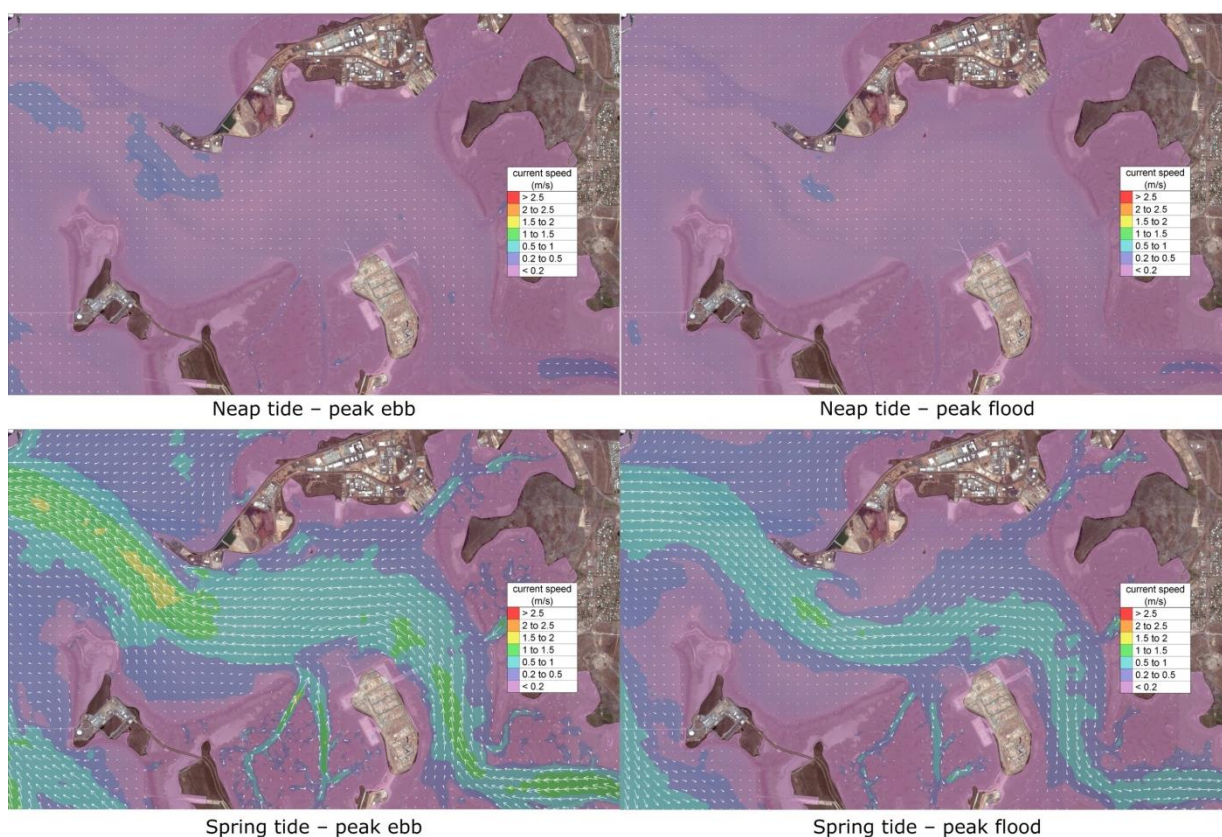 current speed
(m/s)
> 2.5
2 to 2.5
1.5 to 2
1 to 1.5
0.5 to 1
0.2 to 0.5
< 0.2
Neap tide – peak ebb
current speed
(m/s)
> 2.5
2 to 2.5
1.5 to 2
1 to 1.5
0.5 to 1
0.2 to 0.5
< 0.2
Neap tide – peak flood
current speed
(m/s)
> 2.5
2 to 2.5
1.5 to 2
1 to 1.5
0.5 to 1
0.2 to 0.5
< 0.2
Spring tide – peak ebb
current speed
(m/s)
> 2.5
2 to 2.5
1.5 to 2
1 to 1.5
0.5 to 1
0.2 to 0.5
< 0.2
Spring tide – peak flood